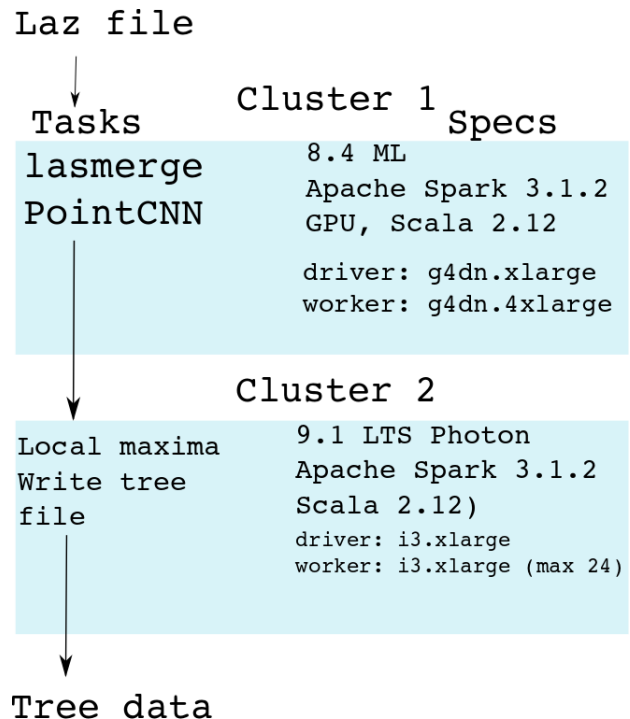 Laz file
Cluster 1
Tasks
Specs
lasmerge
PointCNN
8.4 ML
Apache Spark 3.1.2
GPU, Scala 2.12
driver: g4dn.xlarge
worker: g4dn.4xlarge
Cluster 2
Local maxima
Write tree
file
9.1 LTS Photon
Apache Spark 3.1.2
Scala 2.12)
driver: i3.xlarge
worker: i3.xlarge (max 24)
Tree data